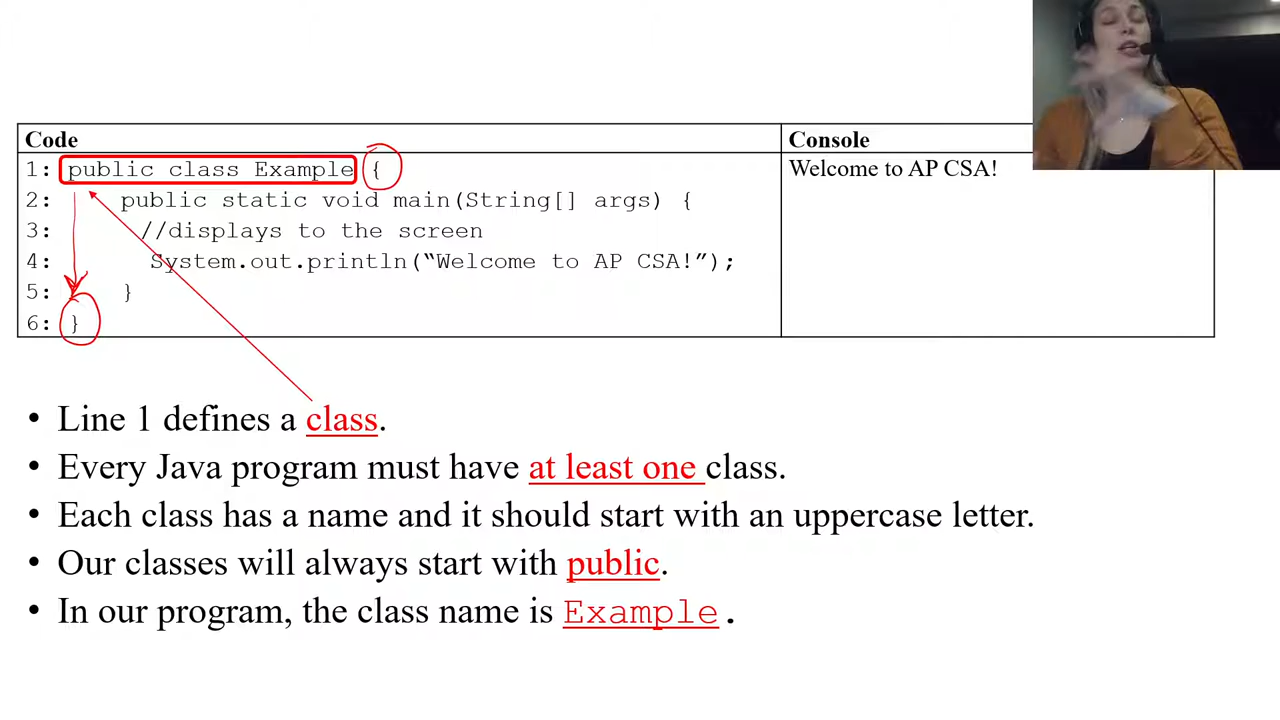 Code Console
1: public class Example { Welcome to AP CSA!
2: public static void main(String[] args) {
3: //displays to the screen
4: System.out.println(“Welcome to AP CSA!”);
5: }
6: }
• Line 1 defines a class.
• Every Java program must have at least one class.
• Each class has a name and it should start with an uppercase letter.
• Our classes will always start with public.
• In our program, the class name is Example.